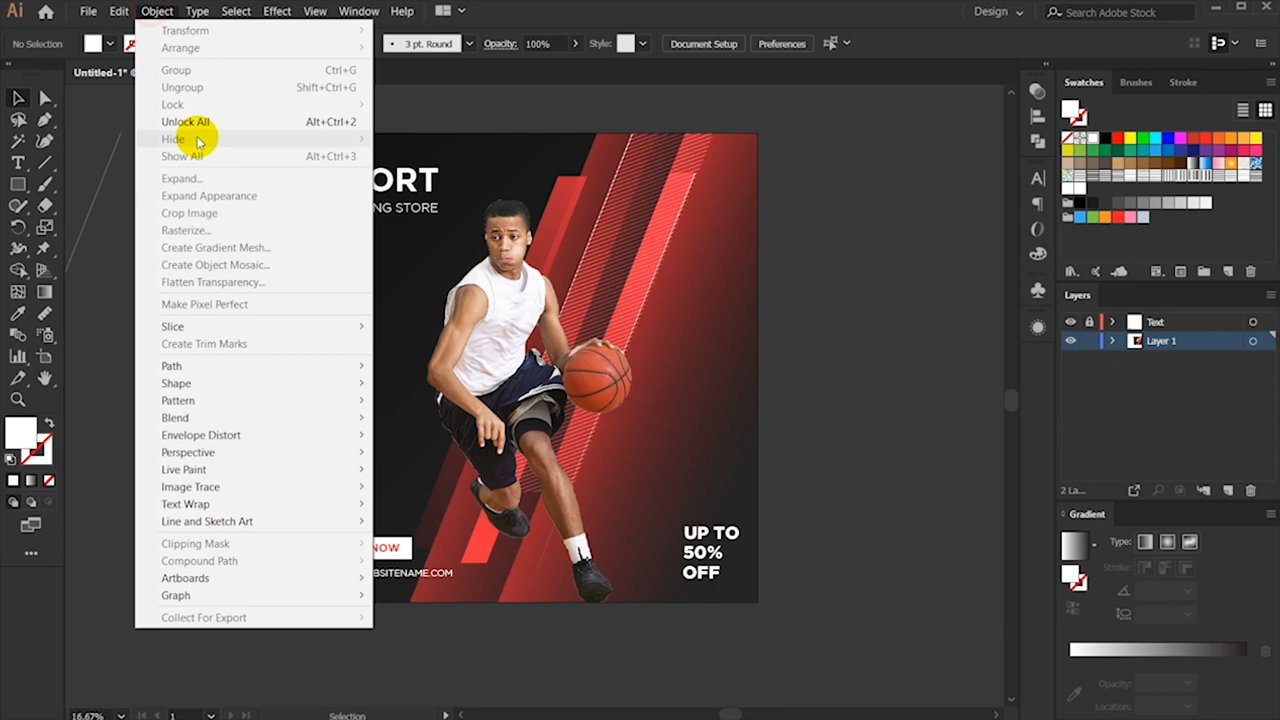 Ai File Edit Object Type Select Effect View Window Help Design Search Adobe Stock
No Selection 3 pt. Round Opacity: 100% Style: Document Setup Preferences
Untitled-1* @
Transform
Arrange
Group Ctrl+G
Ungroup Shift+Ctrl+G
Lock
Unlock All Alt+Ctrl+2
Hide
Show All Alt+Ctrl+3
Expand...
Expand Appearance
Crop Image
Rasterize...
Create Gradient Mesh...
Create Object Mosaic...
Flatten Transparency...
Make Pixel Perfect
Slice
Create Trim Marks
Path
Shape
Pattern
Blend
Envelope Distort
Perspective
Live Paint
Image Trace
Text Wrap
Line and Sketch Art
Clipping Mask
Compound Path
Artboards
Graph
Collect For Export
ORT
NG STORE
NOW
BSITENAME.COM
UP TO
50%
OFF
Swatches Brushes Stroke
Layers
Text
Layer 1
2 La...
Gradient
Type:
Stroke:
Opacity:
Location:
16.67% 1 Selection